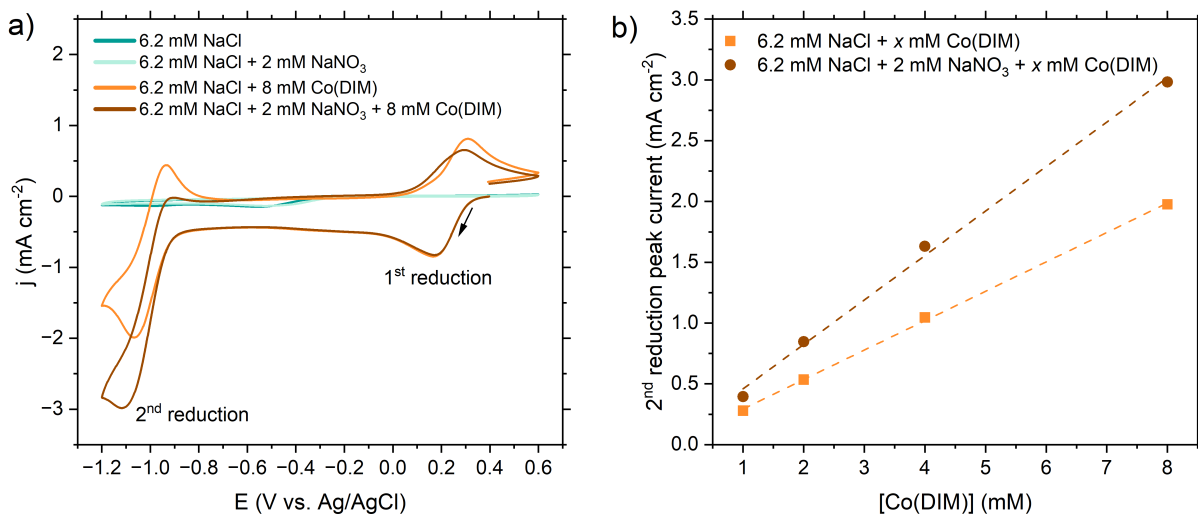 a)
6.2 mM NaCl
6.2 mM NaCl + 2 mM NaNO₃
6.2 mM NaCl + 8 mM Co(DIM)
6.2 mM NaCl + 2 mM NaNO₃ + 8 mM Co(DIM)
j (mA cm⁻²)
2
1
0
−1
−2
−3
1ˢᵗ reduction
2ⁿᵈ reduction
−1.2 −1.0 −0.8 −0.6 −0.4 −0.2 0.0 0.2 0.4 0.6
E (V vs. Ag/AgCl)
b)
6.2 mM NaCl + x mM Co(DIM)
6.2 mM NaCl + 2 mM NaNO₃ + x mM Co(DIM)
2ⁿᵈ reduction peak current (mA cm⁻²)
3.5
3.0
2.5
2.0
1.5
1.0
0.5
0.0
1 2 3 4 5 6 7 8
[Co(DIM)] (mM)